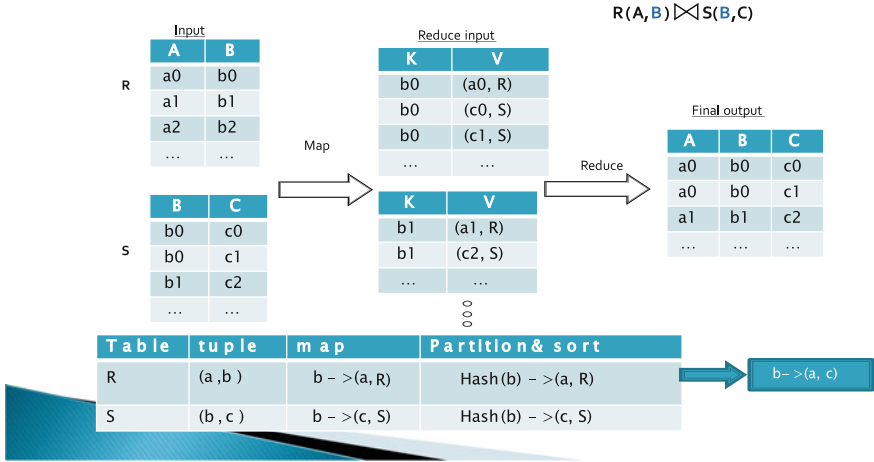 R(A,B)⋈S(B,C)
Input
A B
R
a0 b0
a1 b1
a2 b2
... ...
S
B C
b0 c0
b0 c1
b1 c2
... ...
Map
Reduce input
K V
b0 (a0, R)
b0 (c0, S)
b0 (c1, S)
... ...
K V
b1 (a1, R)
b1 (c2, S)
... ...
Reduce
Final output
A B C
a0 b0 c0
a0 b0 c1
a1 b1 c2
... ... ...
Table tuple map Partition& sort
R (a,b) b->(a,R) Hash(b) ->(a, R)
S (b,c) b->(c, S) Hash(b) ->(c, S)
b->(a, c)